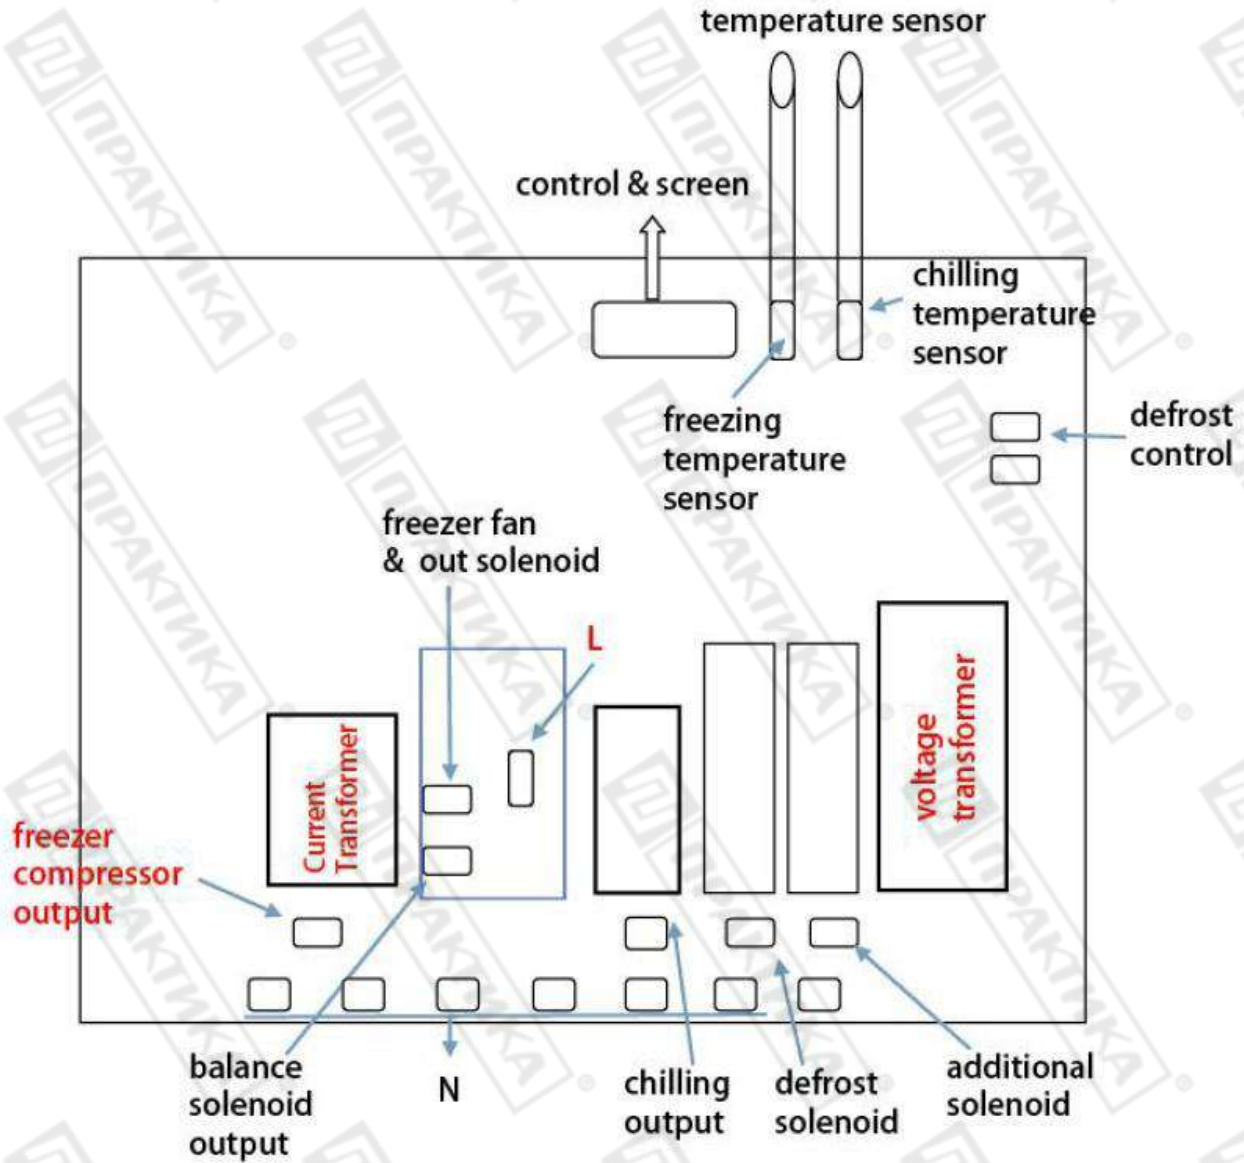 temperature sensor
control & screen
chilling
temperature
sensor
freezing
temperature
sensor
defrost
control
freezer fan
& out solenoid
L
Current
Transformer
voltage
transformer
freezer
compressor
output
balance
solenoid
output
N
chilling
output
defrost
solenoid
additional
solenoid
ПРАКТИКА ®